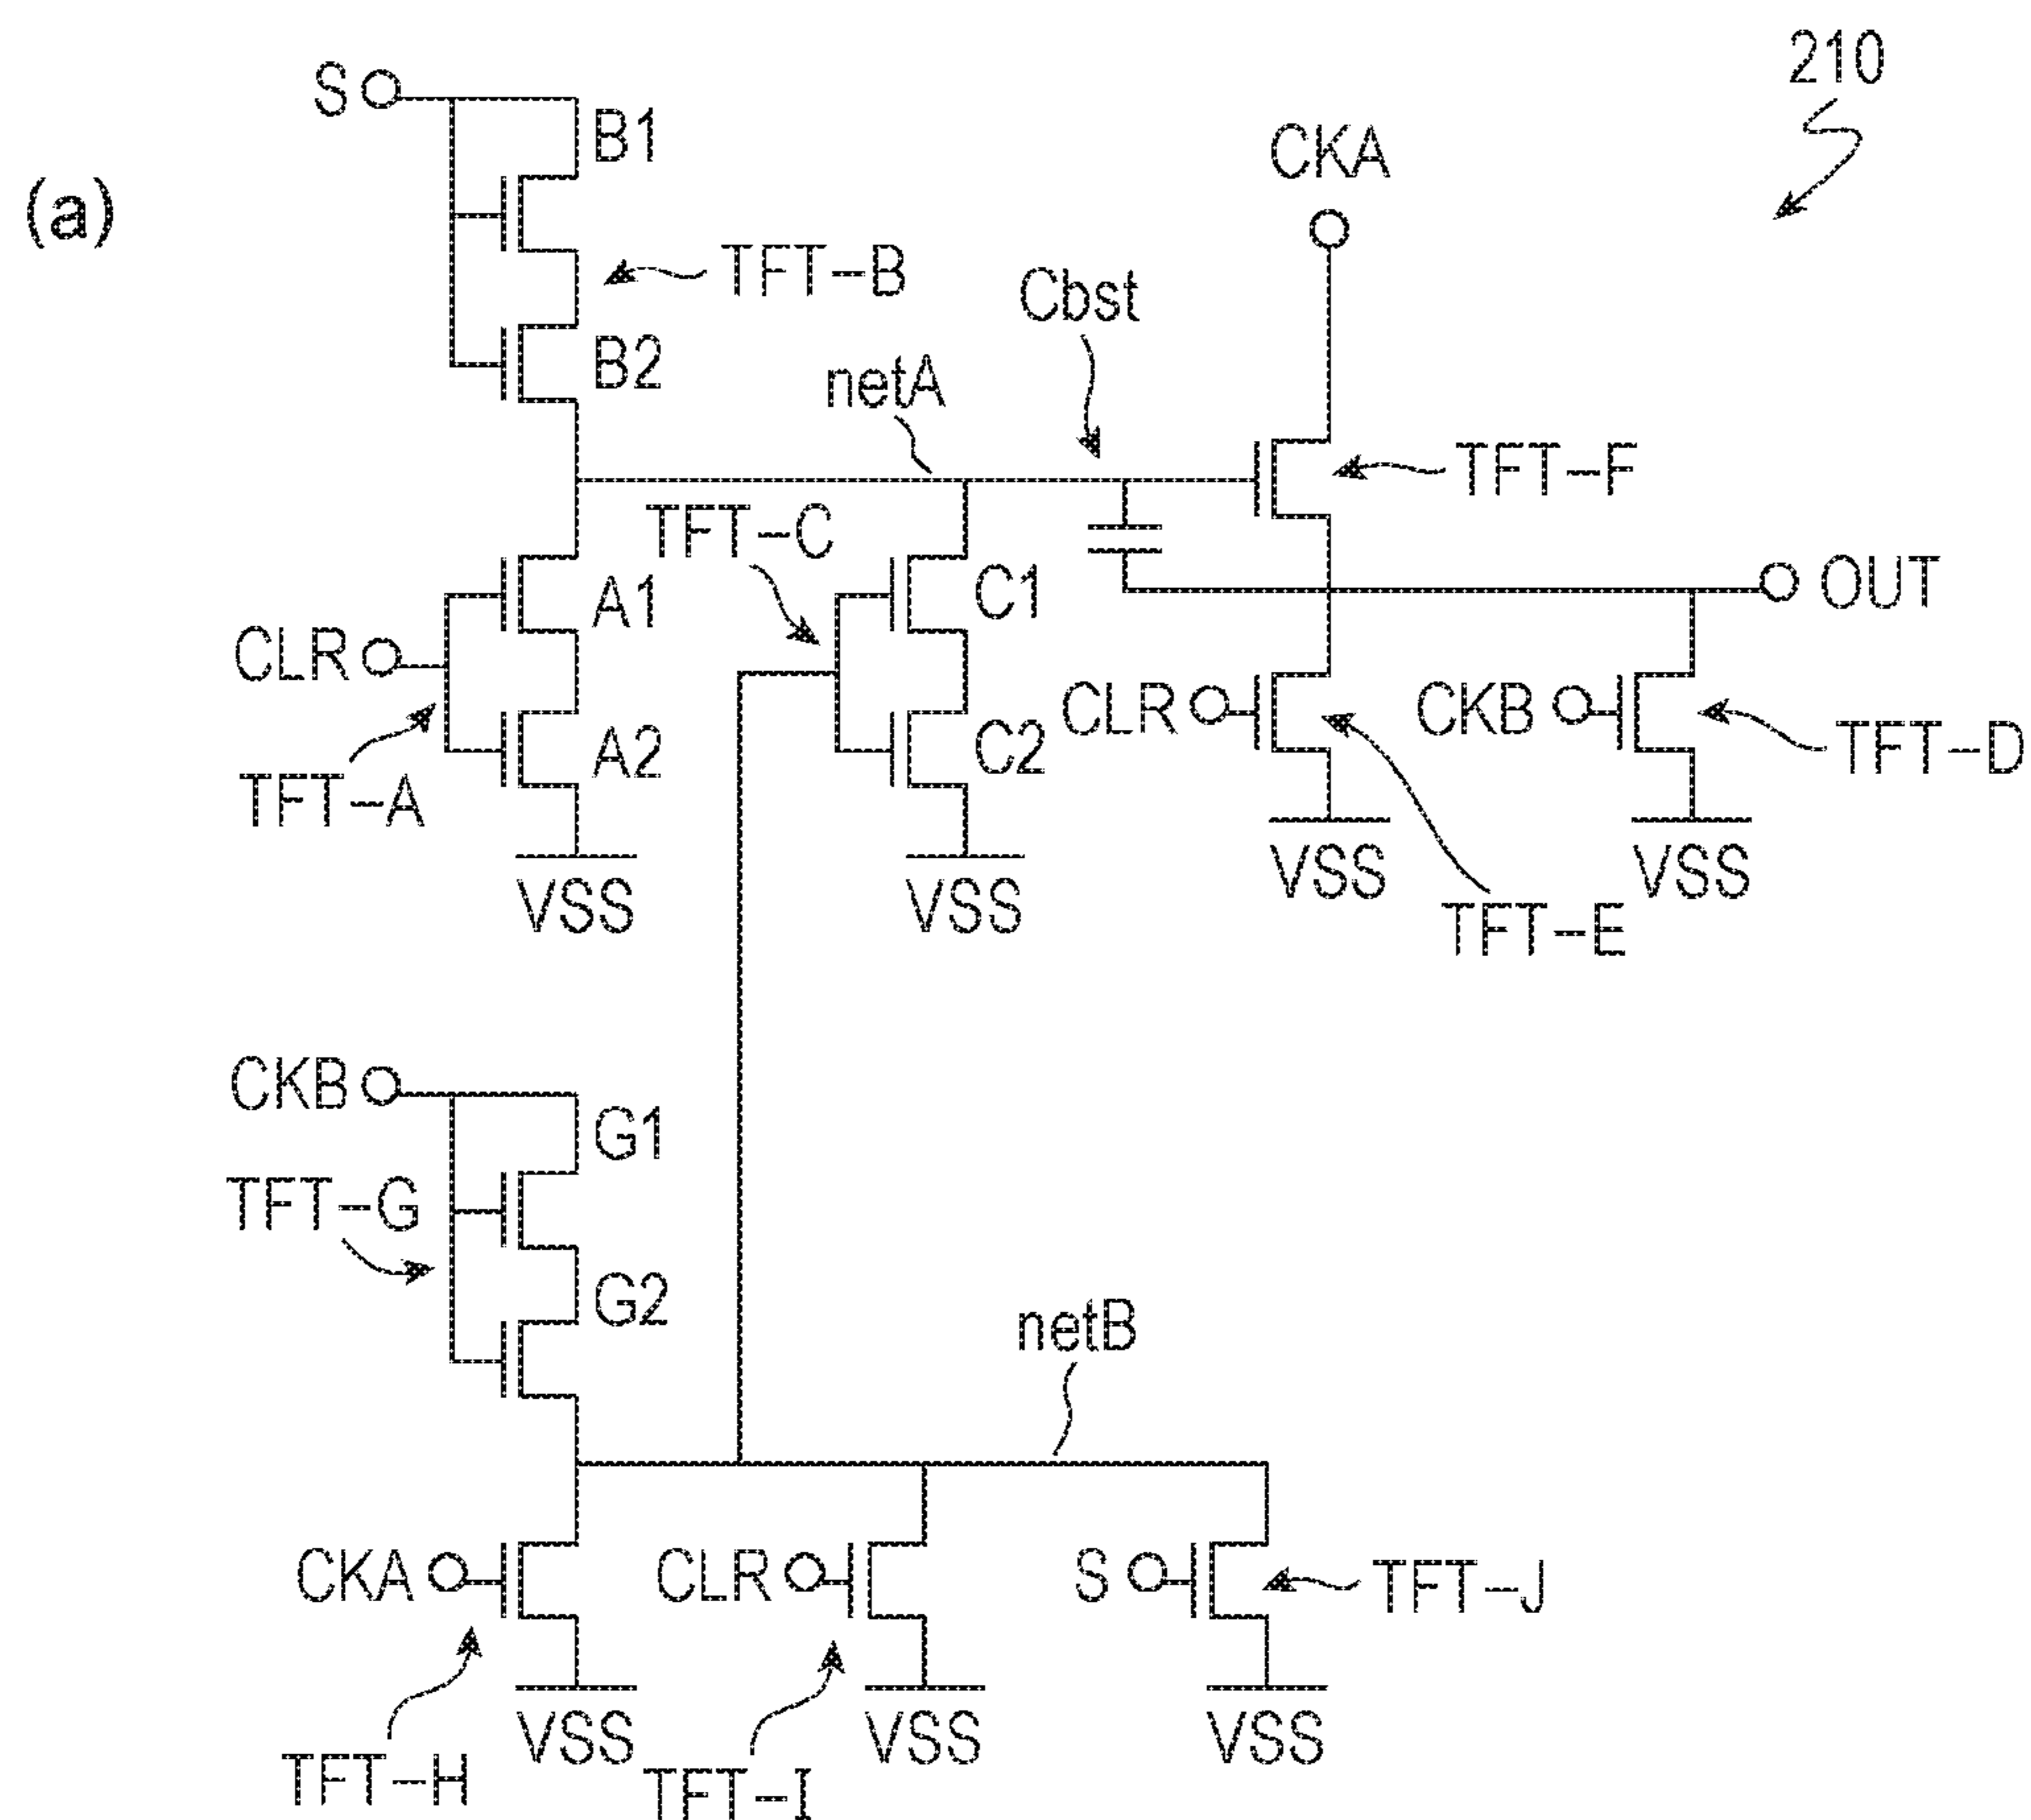 210
S
B1
CKA
(a)
TFT-B
Cbst
B2
netA
TFT-F
TFT-C
A1
C1
OUT
CLR
CLR
CKB
A2
C2
TFT-D
TFT-A
VSS
VSS
VSS
VSS
TFT-E
CKB
G1
TFT-G
G2
netB
CKA
CLR
S
TFT-J
VSS
VSS
VSS
TFT-H
TFT-I